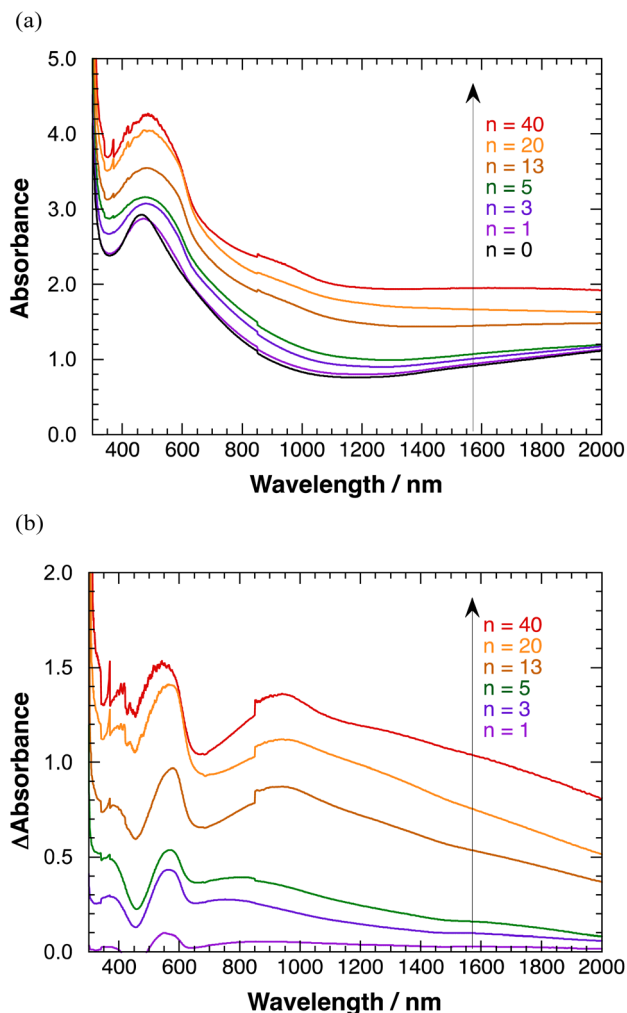 (a)
5.0
4.0
3.0
2.0
1.0
0.0
Absorbance
n = 40
n = 20
n = 13
n = 5
n = 3
n = 1
n = 0
400 600 800 1000 1200 1400 1600 1800 2000
Wavelength / nm
(b)
2.0
1.5
1.0
0.5
0.0
ΔAbsorbance
n = 40
n = 20
n = 13
n = 5
n = 3
n = 1
400 600 800 1000 1200 1400 1600 1800 2000
Wavelength / nm